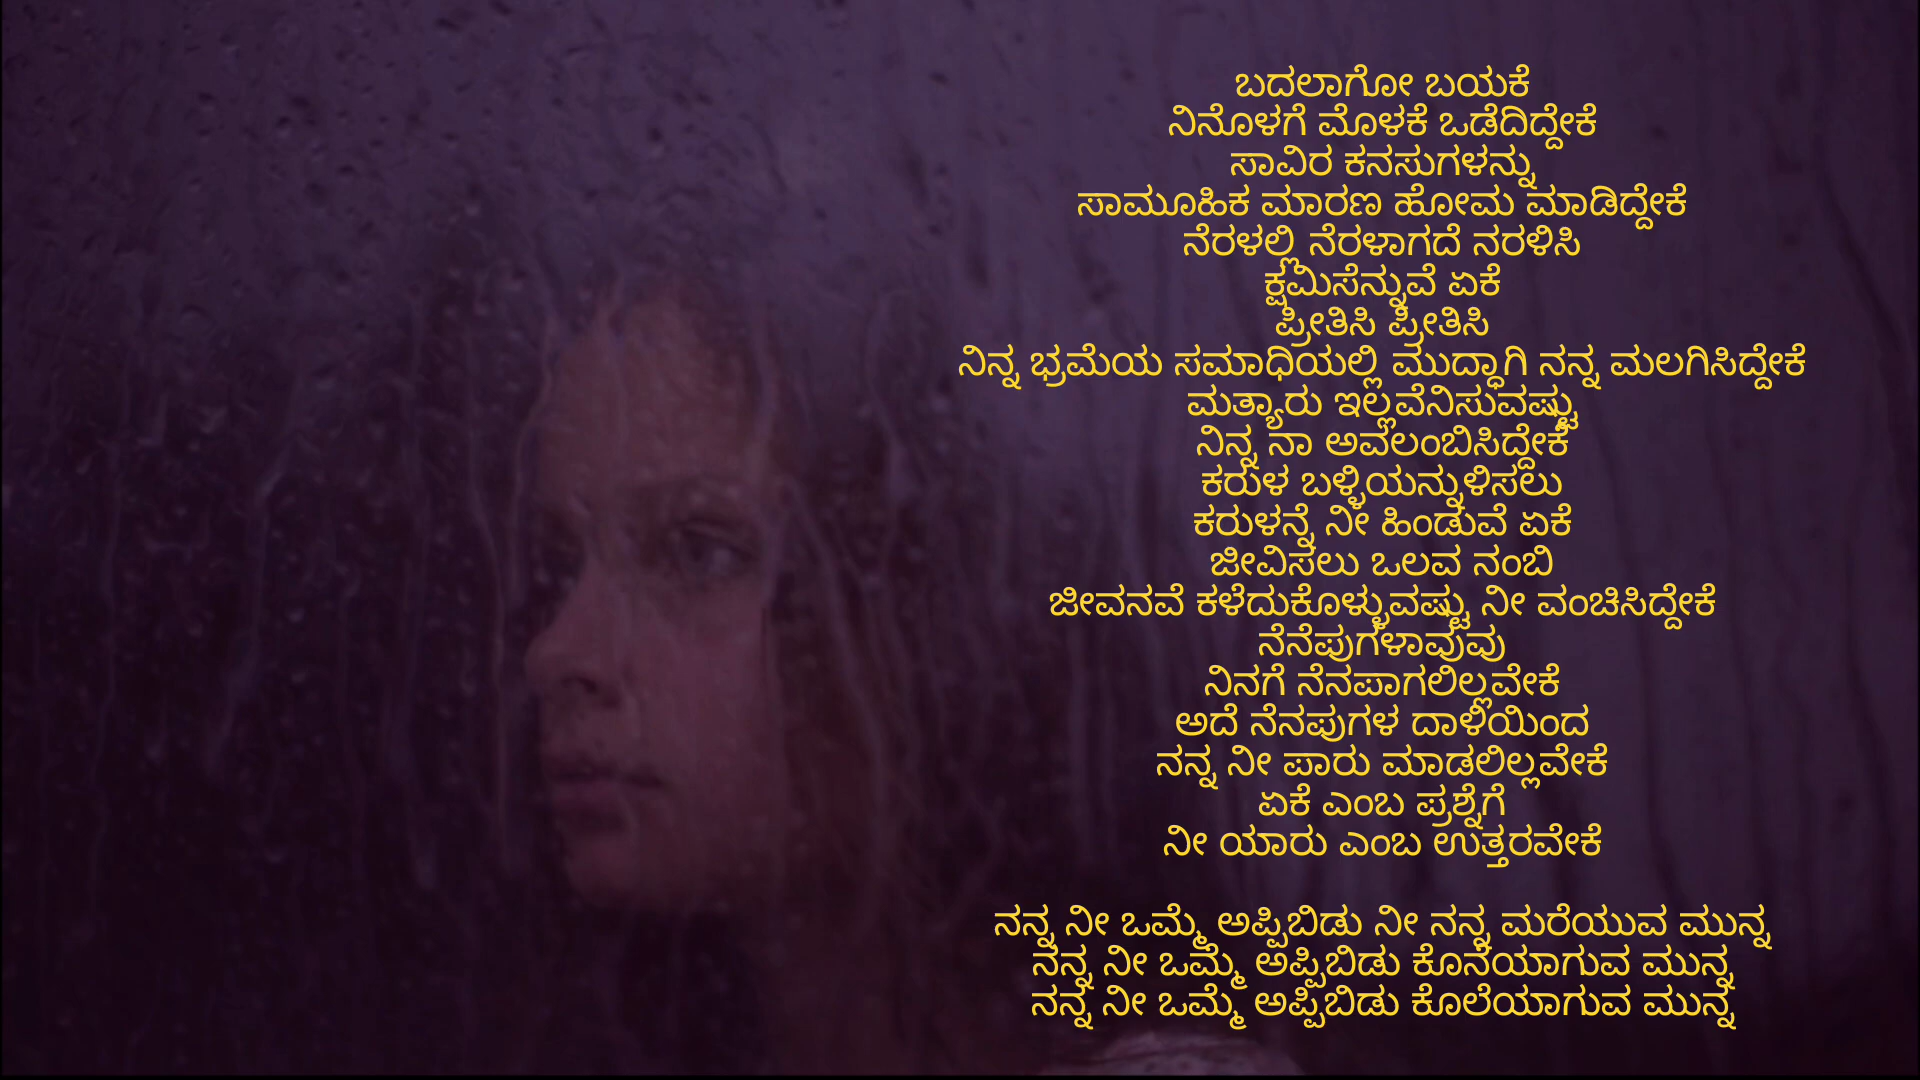 ಬದಲಾಗೋ ಬಯಕೆ
ನಿನೊಳಗೆ ಮೊಳಕೆ ಒಡೆದಿದ್ದೇಕೆ
ಸಾವಿರ ಕನಸುಗಳನ್ನು
ಸಾಮೂಹಿಕ ಮಾರಣ ಹೋಮ ಮಾಡಿದ್ದೇಕೆ
ನೆರಳಲ್ಲಿ ನೆರಳಾಗದೆ ನರಳಿಸಿ
ಕ್ಷಮಿಸೆನ್ನುವೆ ಏಕೆ
ಪ್ರೀತಿಸಿ ಪ್ರೀತಿಸಿ
ನಿನ್ನ ಭ್ರಮೆಯ ಸಮಾಧಿಯಲ್ಲಿ ಮುದ್ದಾಗಿ ನನ್ನ ಮಲಗಿಸಿದ್ದೇಕೆ
ಮತ್ಯಾರು ಇಲ್ಲವೆನಿಸುವಷ್ಟು
ನಿನ್ನ ನಾ ಅವಲಂಬಿಸಿದ್ದೇಕೆ
ಕರುಳ ಬಳ್ಳಿಯನ್ನುಳಿಸಲು
ಕರುಳನ್ನೆ ನೀ ಹಿಂಡುವೆ ಏಕೆ
ಜೀವಿಸಲು ಒಲವ ನಂಬಿ
ಜೀವನವೆ ಕಳೆದುಕೊಳ್ಳುವಷ್ಟು ನೀ ವಂಚಿಸಿದ್ದೇಕೆ
ನೆನೆಪುಗಳಾವುವು
ನಿನಗೆ ನೆನಪಾಗಲಿಲ್ಲವೇಕೆ
ಅದೆ ನೆನಪುಗಳ ದಾಳಿಯಿಂದ
ನನ್ನ ನೀ ಪಾರು ಮಾಡಲಿಲ್ಲವೇಕೆ
ಏಕೆ ಎಂಬ ಪ್ರಶ್ನೆಗೆ
ನೀ ಯಾರು ಎಂಬ ಉತ್ತರವೇಕೆ
ನನ್ನ ನೀ ಒಮ್ಮೆ ಅಪ್ಪಿಬಿಡು ನೀ ನನ್ನ ಮರೆಯುವ ಮುನ್ನ
ನನ್ನ ನೀ ಒಮ್ಮೆ ಅಪ್ಪಿಬಿಡು ಕೊನೆಯಾಗುವ ಮುನ್ನ
ನನ್ನ ನೀ ಒಮ್ಮೆ ಅಪ್ಪಿಬಿಡು ಕೊಲೆಯಾಗುವ ಮುನ್ನ